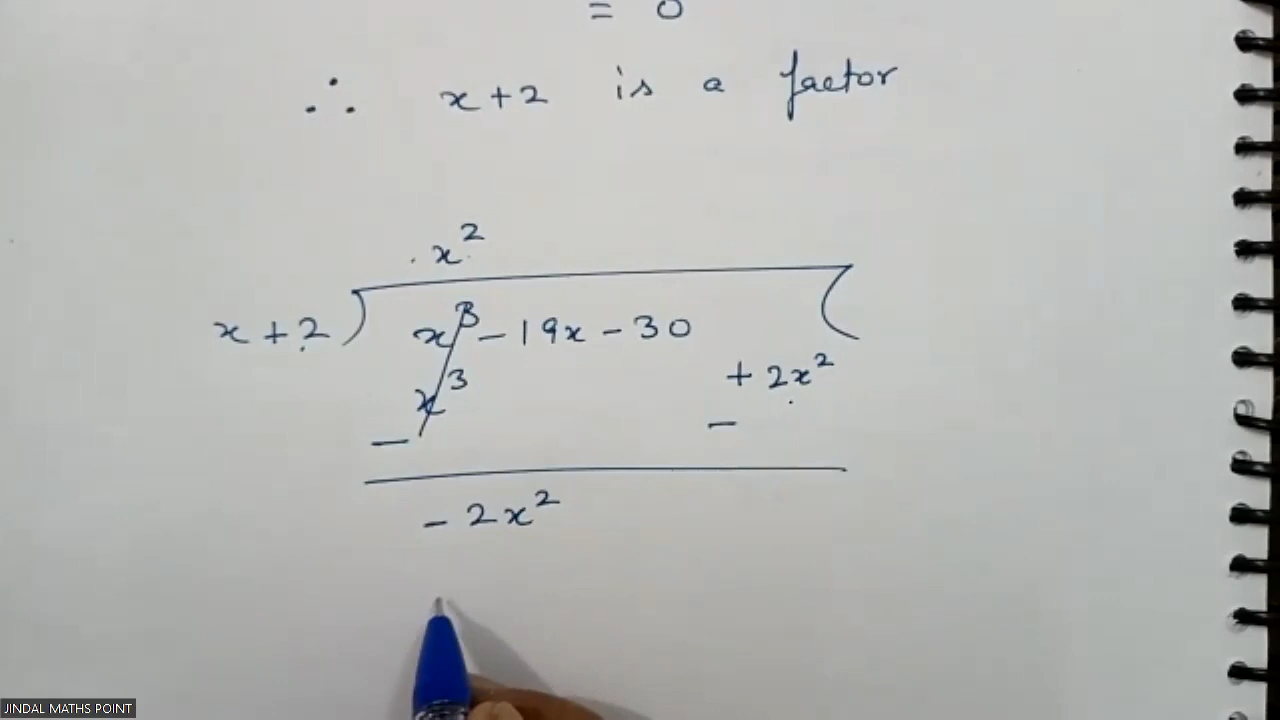 = 0
∴ x+2 is a factor
x²
x+2 ) x³ - 19x - 30 (
x³ + 2x²
- -
- 2x²
JINDAL MATHS POINT